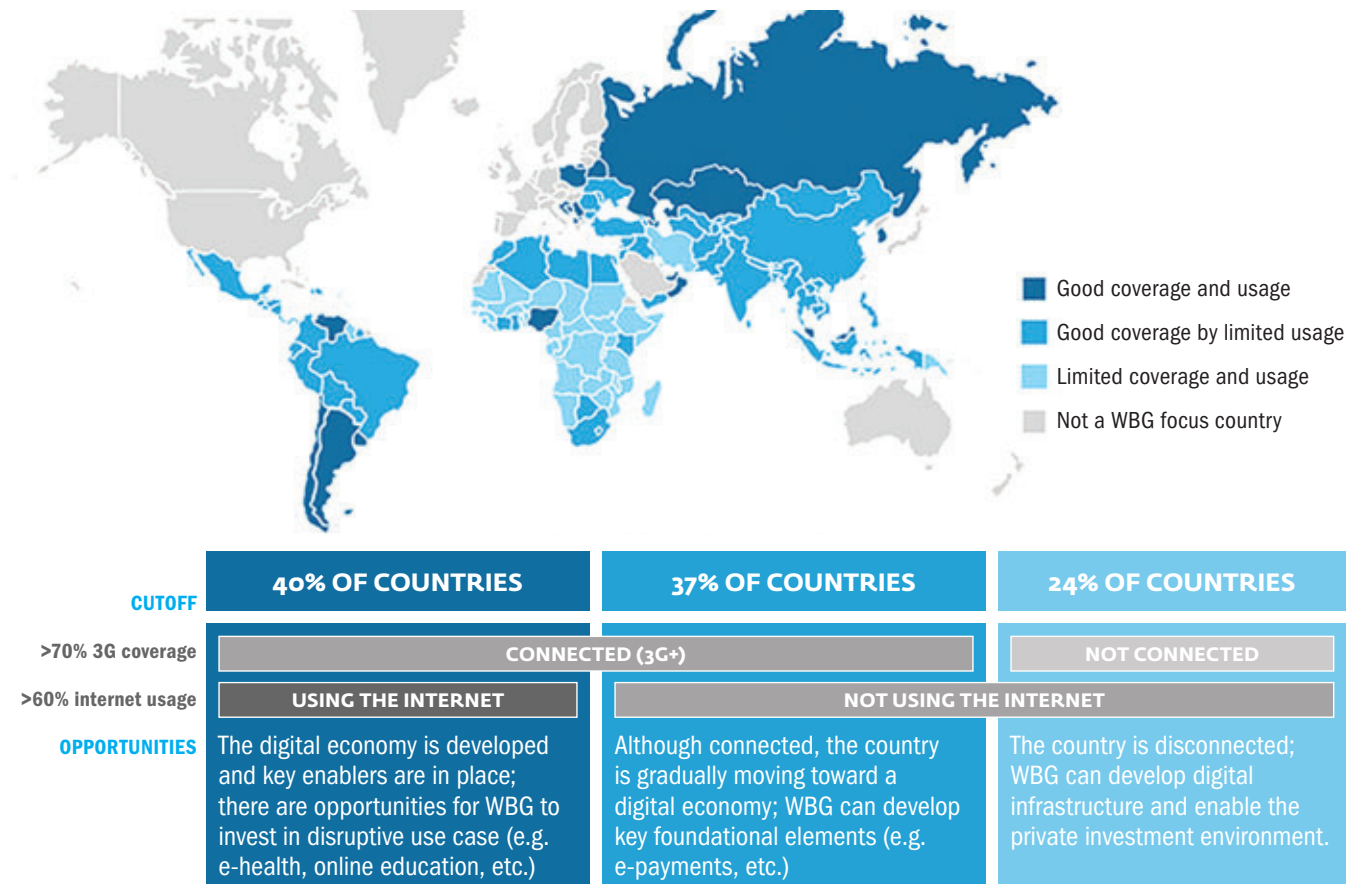 Good coverage and usage
Good coverage by limited usage
Limited coverage and usage
Not a WBG focus country
40% OF COUNTRIES
37% OF COUNTRIES
24% OF COUNTRIES
CUTOFF
>70% 3G coverage
CONNECTED (3G+)
NOT CONNECTED
>60% internet usage
USING THE INTERNET
NOT USING THE INTERNET
OPPORTUNITIES
The digital economy is developed
and key enablers are in place;
there are opportunities for WBG to
invest in disruptive use case (e.g.
e-health, online education, etc.)
Although connected, the country
is gradually moving toward a
digital economy; WBG can develop
key foundational elements (e.g.
e-payments, etc.)
The country is disconnected;
WBG can develop digital
infrastructure and enable the
private investment environment.